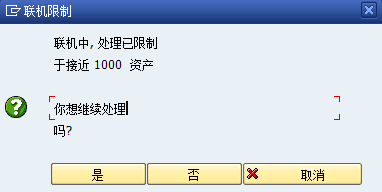 联机限制
联机中,处理已限制
于接近 1000 资产
你想继续处理
吗?
是
否
取消